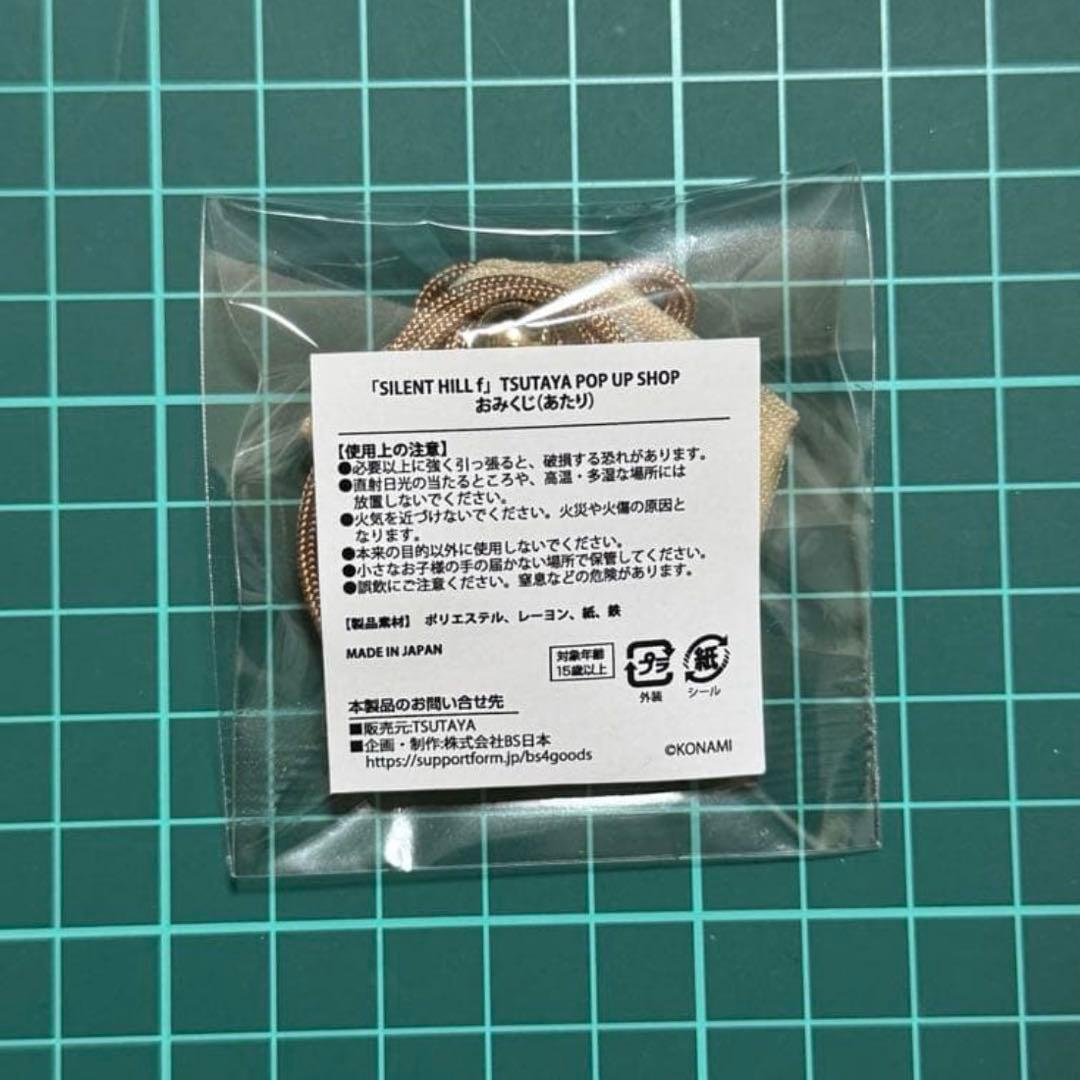 「SILENT HILL f」TSUTAYA POP UP SHOP
おみくじ(あたり)
【使用上の注意】
●必要以上に強く引っ張ると、破損する恐れがあります。
●直射日光の当たるところや、高温・多湿な場所には
放置しないでください。
●火気を近づけないでください。火災や火傷の原因と
なります。
●本来の目的以外に使用しないでください。
●小さなお子様の手の届かない場所で保管してください。
●誤飲にご注意ください。窒息などの危険があります。
【製品素材】 ポリエステル、レーヨン、紙、鉄
MADE IN JAPAN
対象年齢
15歳以上
プラ
外装
紙
シール
本製品のお問い合せ先
■販売元:TSUTAYA
■企画・制作:株式会社BS日本
https://supportform.jp/bs4goods
©KONAMI